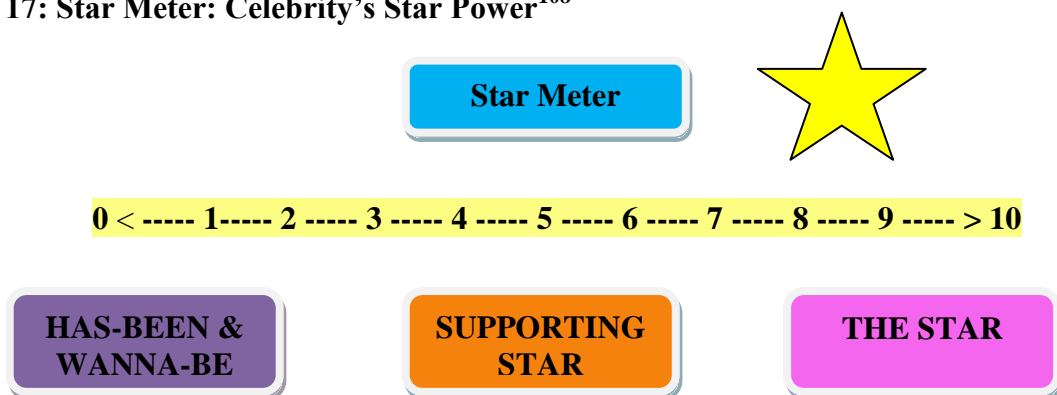 17: Star Meter: Celebrity's Star Power
Star Meter
0 < ----- 1----- 2 ----- 3 ----- 4 ----- 5 ----- 6 ----- 7 ----- 8 ----- 9 ----- > 10
HAS-BEEN &
WANNA-BE
SUPPORTING
STAR
THE STAR